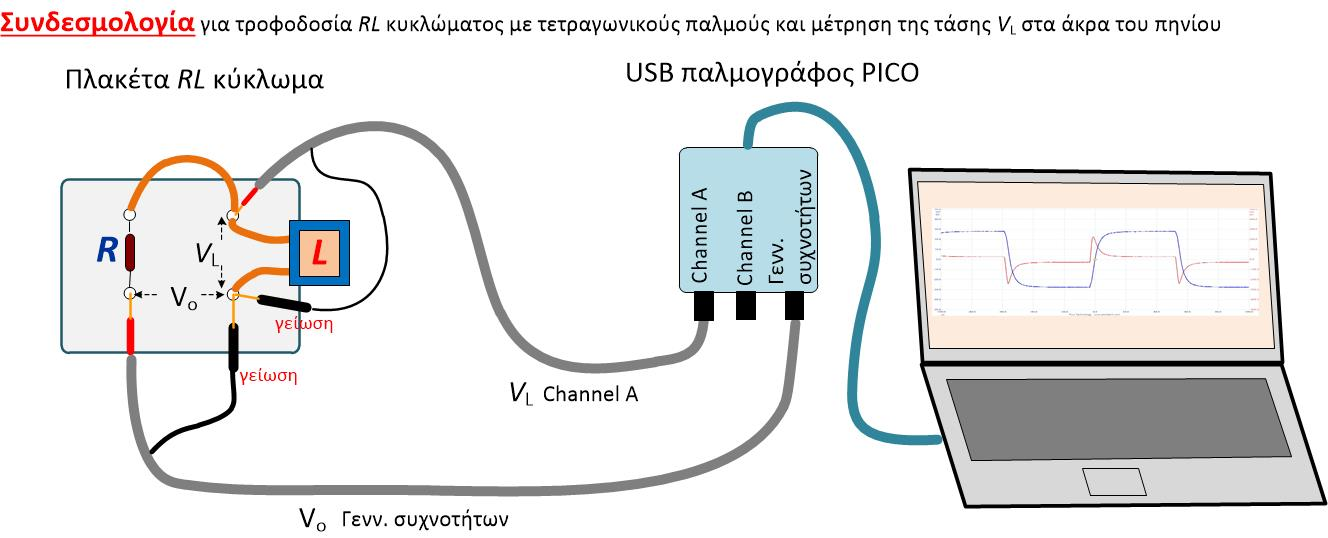 Συνδεσμολογία για τροφοδοσία RL κυκλώματος με τετραγωνικούς παλμούς και μέτρηση της τάσης VL στα άκρα του πηνίου
Πλακέτα RL κύκλωμα
USB παλμογράφος PICO
Channel A
Channel B
Γενν.
συχνοτήτων
R
VL
L
Vo
γείωση
γείωση
VL Channel A
Vo Γενν. συχνοτήτων